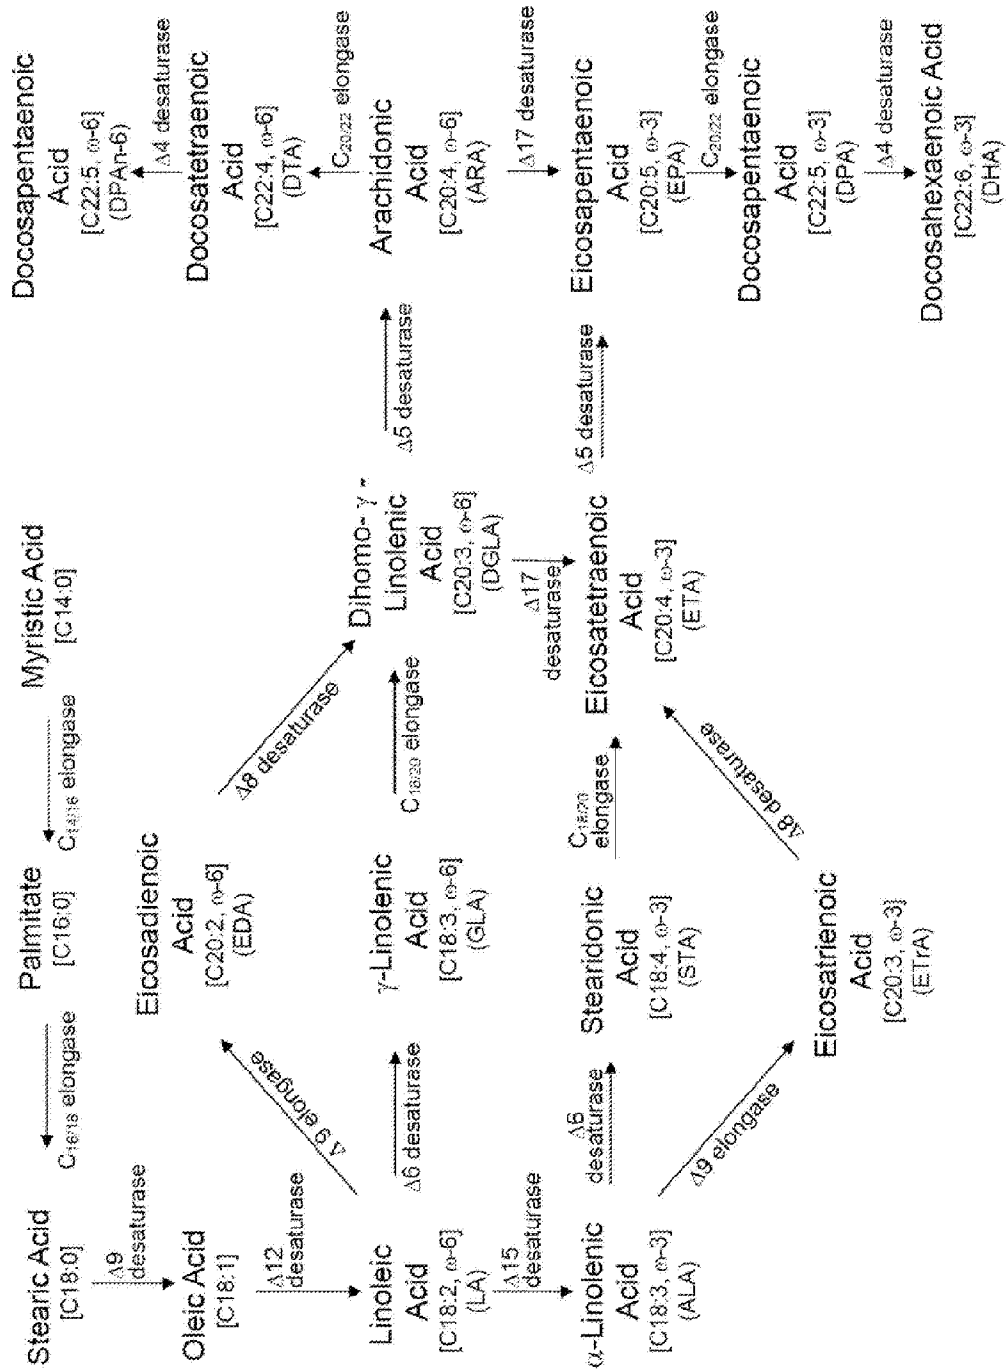 Myristic Acid
[C14:0]
C14/16 elongase
Palmitate
[C16:0]
C16/18 elongase
Stearic Acid
[C18:0]
Δ9
desaturase
Oleic Acid
[C18:1]
Δ12
desaturase
Linoleic
Acid
[C18:2, ω-6]
(LA)
Δ 9 elongase
Eicosadienoic
Acid
[C20:2, ω-6]
(EDA)
Δ8 desaturase
Δ6 desaturase
γ-Linolenic
Acid
[C18:3, ω-6]
(GLA)
C18/20 elongase
Dihomo- γ -
Linolenic
Acid
[C20:3, ω-6]
(DGLA)
Δ5 desaturase
Arachidonic
Acid
[C20:4, ω-6]
(ARA)
C20/22 elongase
Docosatetraenoic
Acid
[C22:4, ω-6]
(DTA)
Δ4 desaturase
Docosapentaenoic
Acid
[C22:5, ω-6]
(DPAn-6)
Δ15
desaturase
α-Linolenic
Acid
[C18:3, ω-3]
(ALA)
Δ6
desaturase
Stearidonic
Acid
[C18:4, ω-3]
(STA)
C18/20
elongase
Δ17
desaturase
Eicosatetraenoic
Acid
[C20:4, ω-3]
(ETA)
Δ9 elongase
Eicosatrienoic
Acid
[C20:3, ω-3]
(ETrA)
Δ8 desaturase
Δ5 desaturase
Δ17 desaturase
Eicosapentaenoic
Acid
[C20:5, ω-3]
(EPA)
C20/22 elongase
Docosapentaenoic
Acid
[C22:5, ω-3]
(DPA)
Δ4 desaturase
Docosahexaenoic Acid
[C22:6, ω-3]
(DHA)